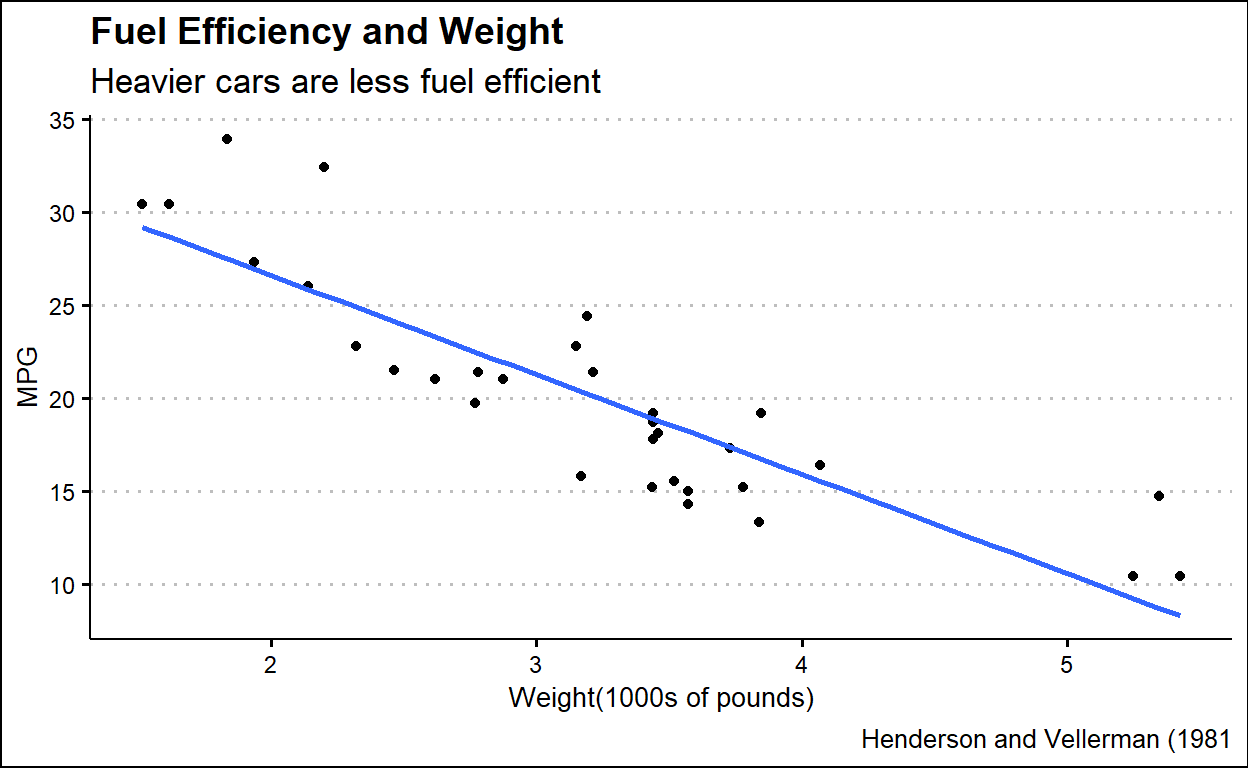 Fuel Efficiency and Weight
Heavier cars are less fuel efficient
35
30
25
20
15
10
MPG
2 3 4 5
Weight(1000s of pounds)
Henderson and Vellerman (1981